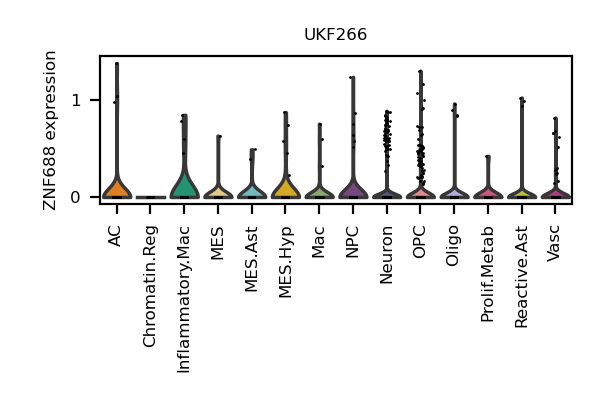 UKF266
ZNF688 expression
1
0
AC
Chromatin.Reg
Inflammatory.Mac
MES
MES.Ast
MES.Hyp
Mac
NPC
Neuron
OPC
Oligo
Prolif.Metab
Reactive.Ast
Vasc